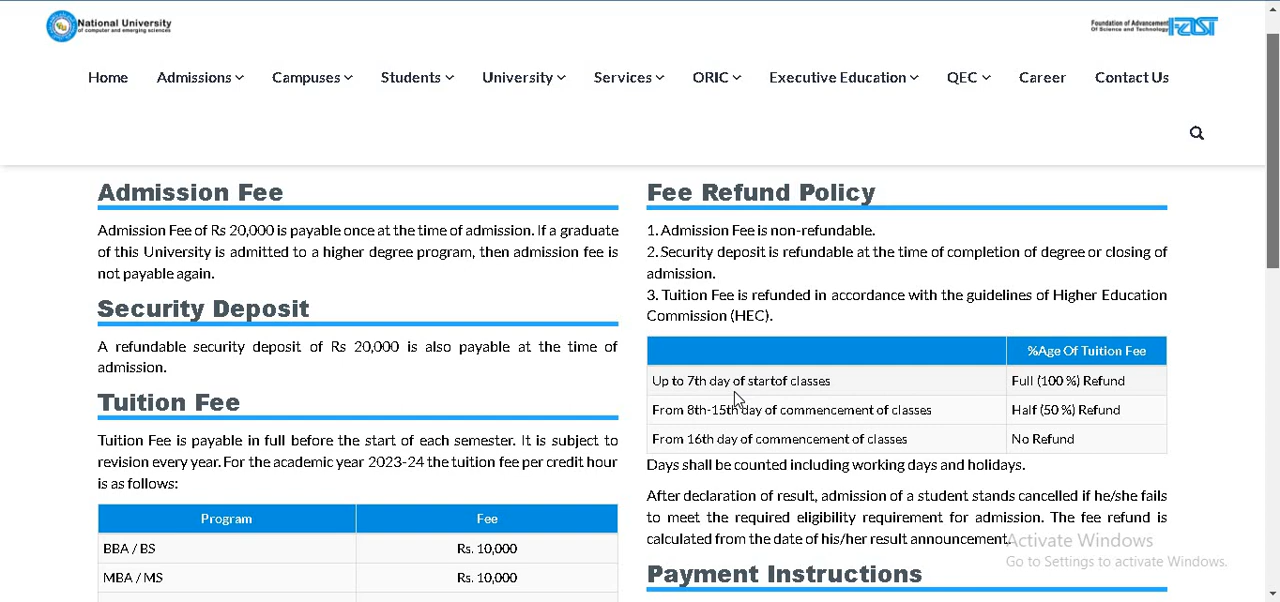 National University
of computer and emerging sciences
Foundation of Advancement
Of Science and Technology
FAST
Home
Admissions
Campuses
Students
University
Services
ORIC
Executive Education
QEC
Career
Contact Us
Admission Fee
Admission Fee of Rs 20,000 is payable once at the time of admission. If a graduate
of this University is admitted to a higher degree program, then admission fee is
not payable again.
Security Deposit
A refundable security deposit of Rs 20,000 is also payable at the time of
admission.
Tuition Fee
Tuition Fee is payable in full before the start of each semester. It is subject to
revision every year. For the academic year 2023-24 the tuition fee per credit hour
is as follows:
Program Fee
BBA / BS Rs. 10,000
MBA / MS Rs. 10,000
Fee Refund Policy
1. Admission Fee is non-refundable.
2. Security deposit is refundable at the time of completion of degree or closing of
admission.
3. Tuition Fee is refunded in accordance with the guidelines of Higher Education
Commission (HEC).
%Age Of Tuition Fee
Up to 7th day of startof classes Full (100 %) Refund
From 8th-15th day of commencement of classes Half (50 %) Refund
From 16th day of commencement of classes No Refund
Days shall be counted including working days and holidays.
After declaration of result, admission of a student stands cancelled if he/she fails
to meet the required eligibility requirement for admission. The fee refund is
calculated from the date of his/her result announcement.
Payment Instructions
Activate Windows
Go to Settings to activate Windows.